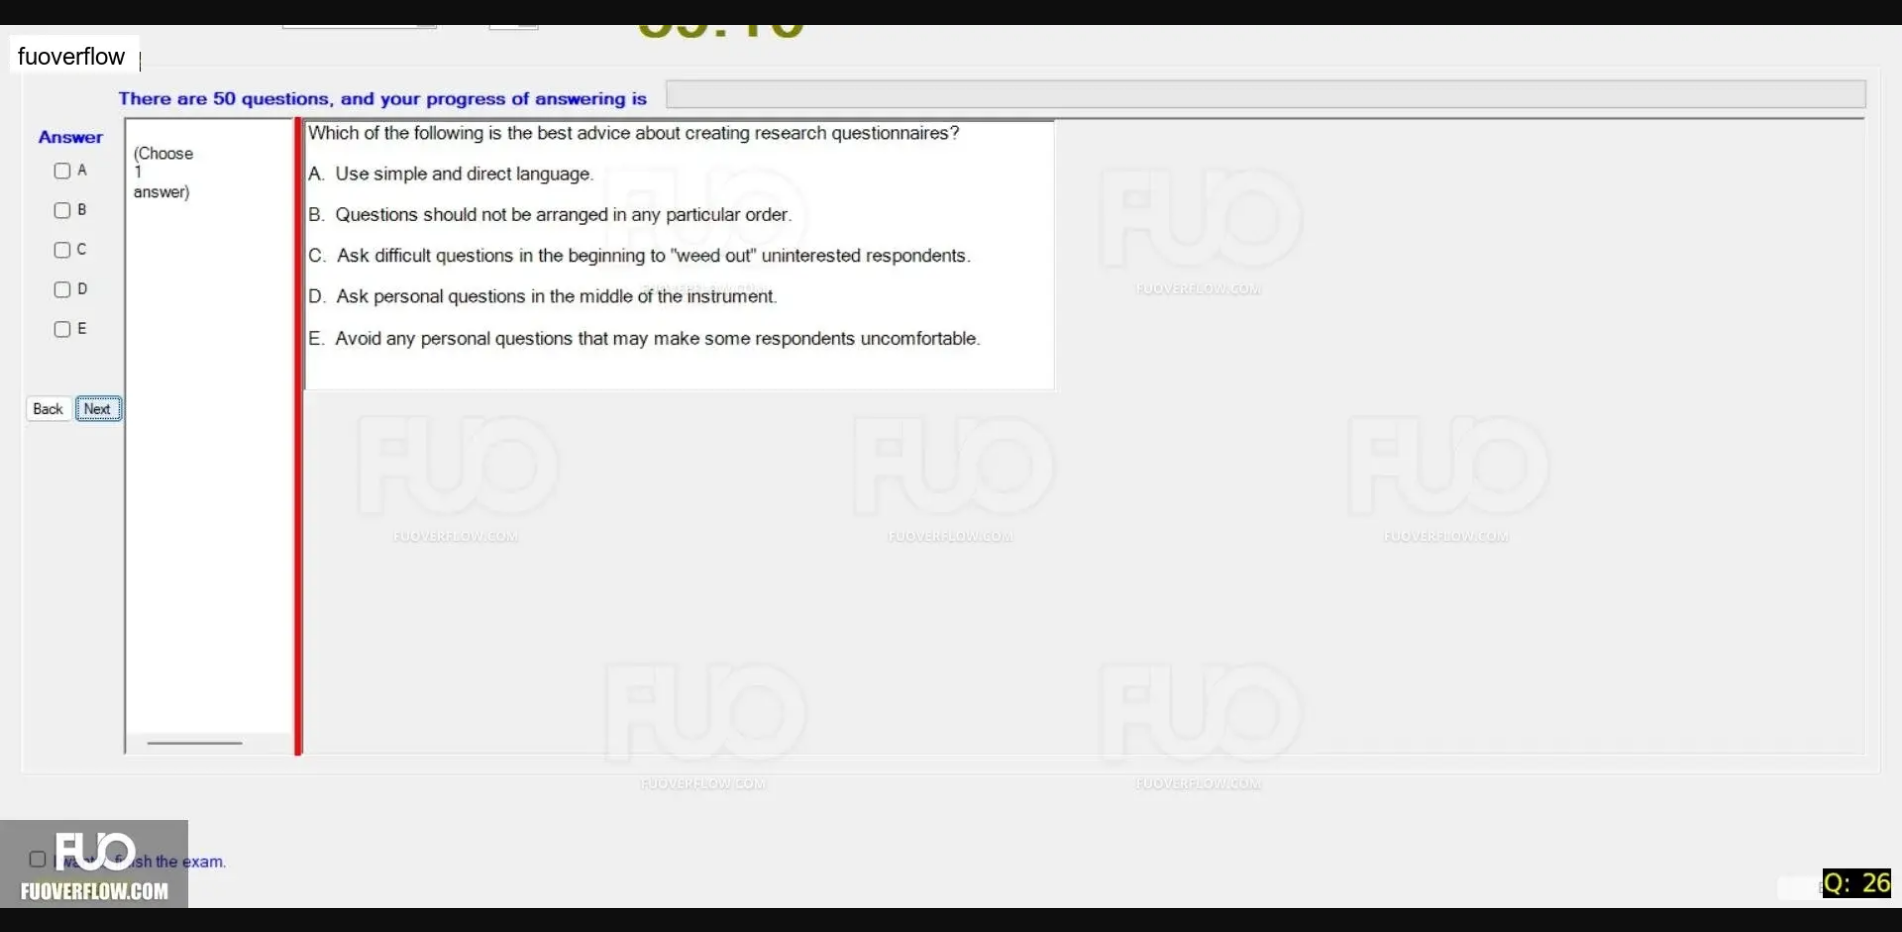 fuoverflow
There are 50 questions, and your progress of answering is
Answer
A
B
C
D
E
Back Next
(Choose
1
answer)
Which of the following is the best advice about creating research questionnaires?
A. Use simple and direct language.
B. Questions should not be arranged in any particular order.
C. Ask difficult questions in the beginning to "weed out" uninterested respondents.
D. Ask personal questions in the middle of the instrument.
E. Avoid any personal questions that may make some respondents uncomfortable.
FUO
FUOVERFLOW.COM
FUO
FUOVERFLOW.COM
FUO
FUOVERFLOW.COM
FUO
FUOVERFLOW.COM
FUO
FUOVERFLOW.COM
FUO
FUOVERFLOW.COM
FUO
FUOVERFLOW.COM
the exam.
FUO
FUOVERFLOW.COM
Q: 26